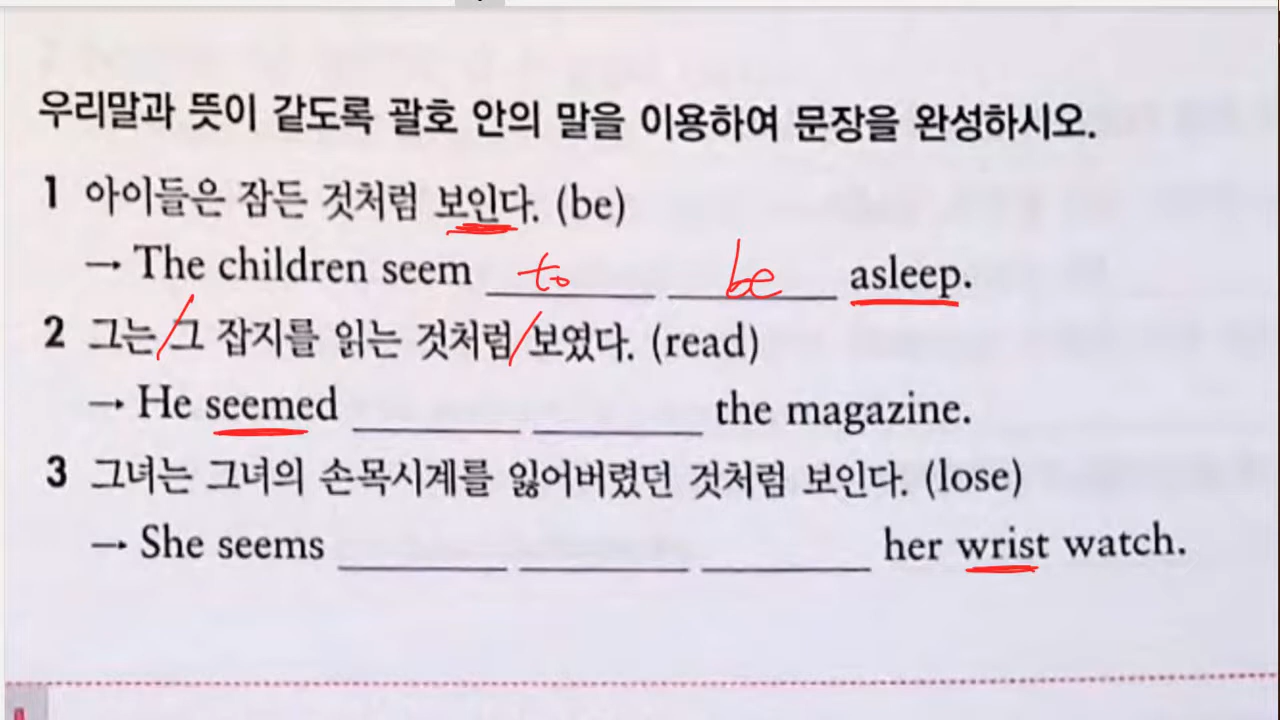 우리말과 뜻이 같도록 괄호 안의 말을 이용하여 문장을 완성하시오.
1 아이들은 잠든 것처럼 보인다. (be)
→ The children seem to be asleep.
2 그는/그 잡지를 읽는 것처럼/보였다. (read)
→ He seemed ______ ______ the magazine.
3 그녀는 그녀의 손목시계를 잃어버렸던 것처럼 보인다. (lose)
→ She seems ______ ______ ______ her wrist watch.